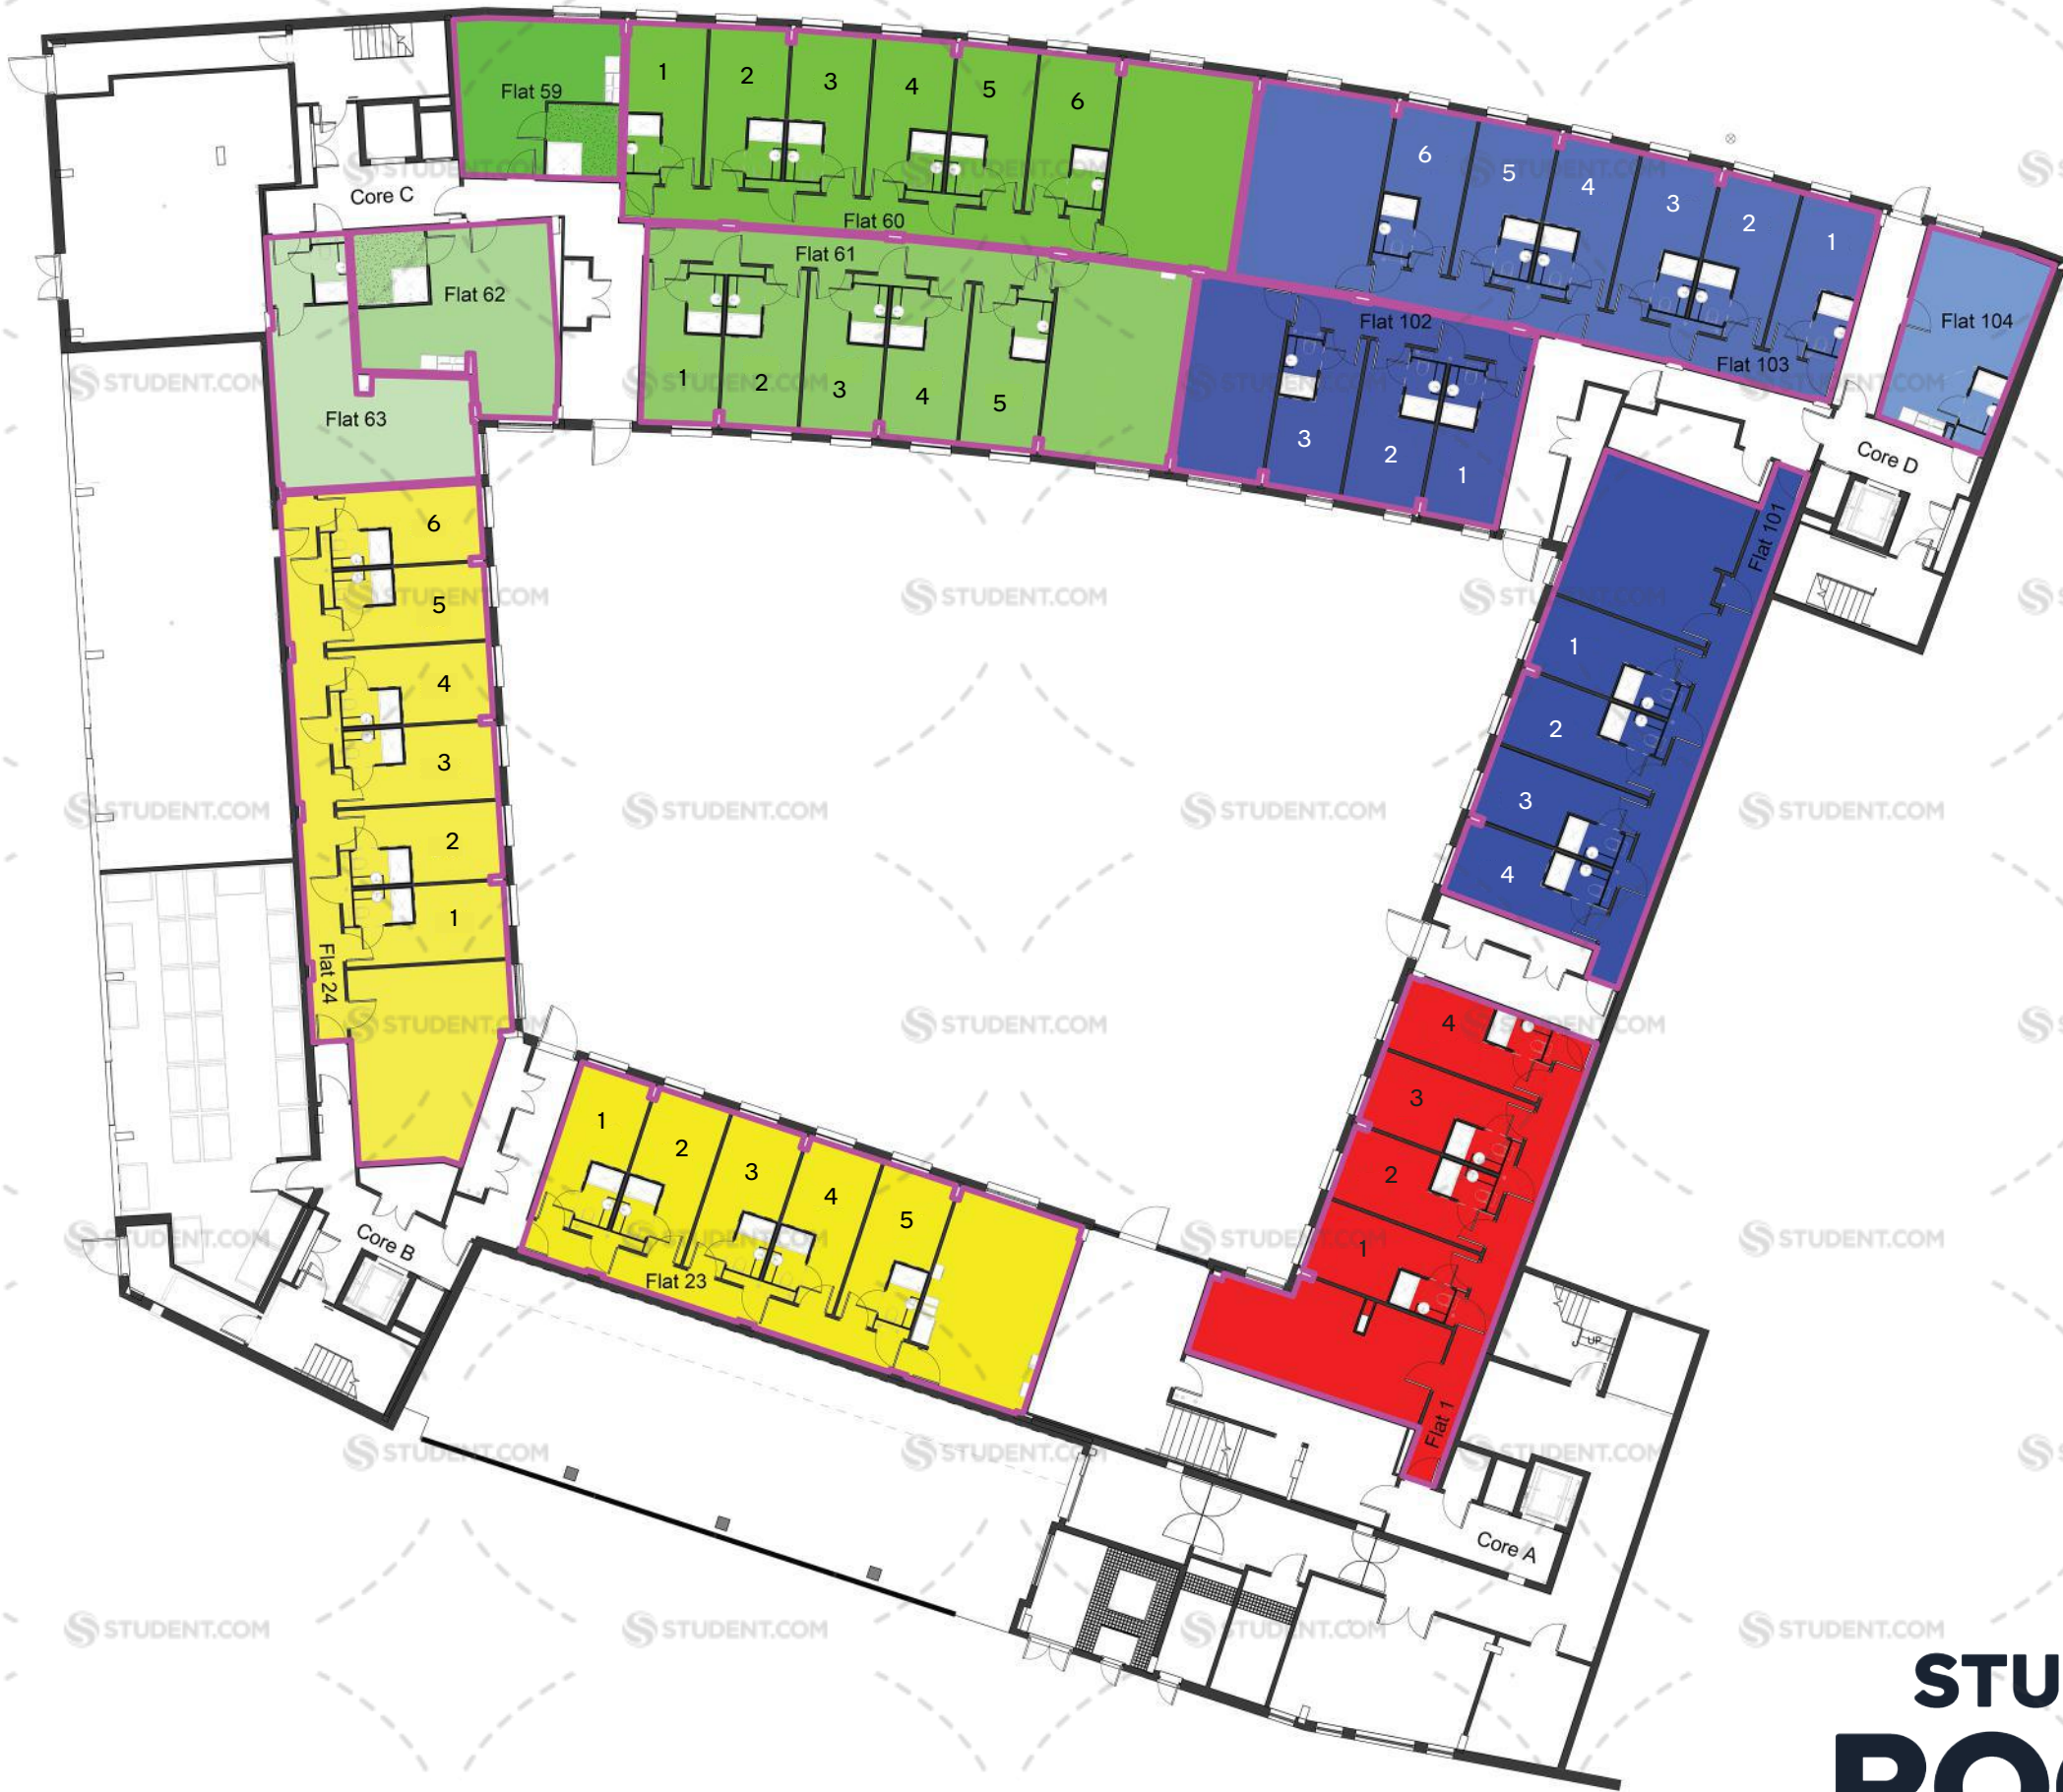 Flat 59
1
2
3
4
5
6
Flat 60
Core C
Flat 61
1
2
3
4
5
Flat 62
Flat 63
6
5
4
3
2
1
Flat 103
Flat 104
Flat 102
3
2
1
Core D
Flat 101
1
2
3
4
6
5
4
3
2
1
Flat 24
4
3
2
1
Flat 1
1
2
3
4
5
Flat 23
Core B
UP
Core A
STUDENT.COM
STU